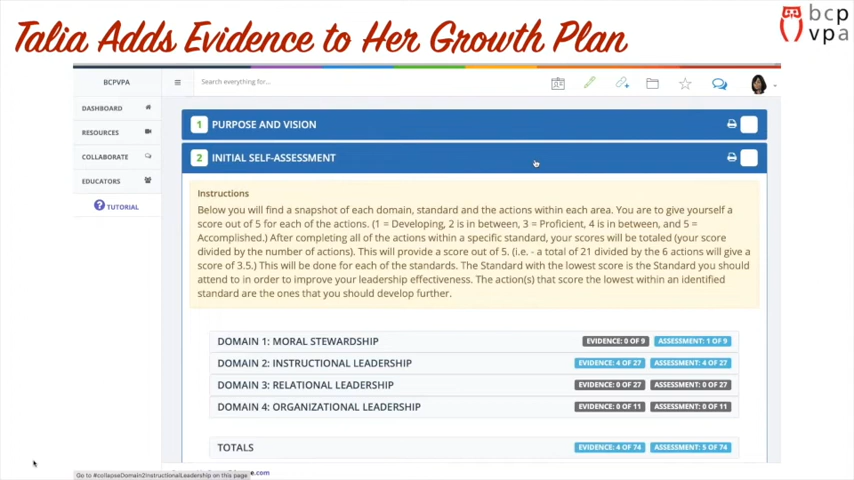 Talia Adds Evidence to Her Growth Plan
bcp
vpa
BCPVPA
Search everything for...
DASHBOARD
RESOURCES
COLLABORATE
EDUCATORS
? TUTORIAL
1 PURPOSE AND VISION
2 INITIAL SELF-ASSESSMENT
Instructions
Below you will find a snapshot of each domain, standard and the actions within each area. You are to give yourself a
score out of 5 for each of the actions. (1 = Developing, 2 is in between, 3 = Proficient, 4 is in between, and 5 =
Accomplished.) After completing all of the actions within a specific standard, your scores will be totaled (your score
divided by the number of actions). This will provide a score out of 5. (i.e. - a total of 21 divided by the 6 actions will give a
score of 3.5.) This will be done for each of the standards. The Standard with the lowest score is the Standard you should
attend to in order to improve your leadership effectiveness. The action(s) that score the lowest within an identified
standard are the ones that you should develop further.
DOMAIN 1: MORAL STEWARDSHIP EVIDENCE: 0 OF 9 ASSESSMENT: 1 OF 9
DOMAIN 2: INSTRUCTIONAL LEADERSHIP EVIDENCE: 4 OF 27 ASSESSMENT: 4 OF 27
DOMAIN 3: RELATIONAL LEADERSHIP EVIDENCE: 0 OF 27 ASSESSMENT: 0 OF 27
DOMAIN 4: ORGANIZATIONAL LEADERSHIP EVIDENCE: 0 OF 11 ASSESSMENT: 0 OF 11
TOTALS EVIDENCE: 4 OF 74 ASSESSMENT: 5 OF 74
Go to #collapseDomain2InstructionalLeadership on this page